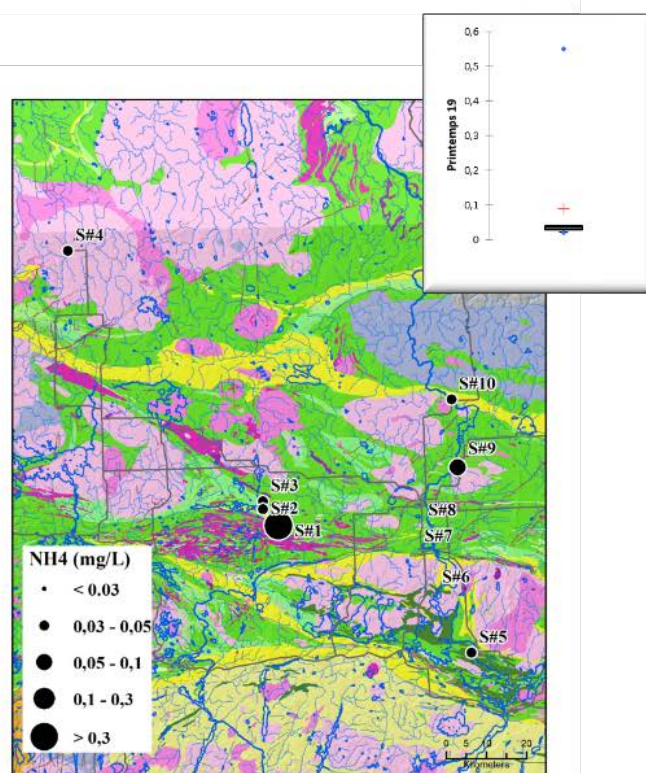 0,6
0,5
0,4
0,3
0,2
0,1
0
Printemps 19
S#4
S#10
S#9
S#3
S#2
S#1
S#8
S#7
S#6
S#5
NH4 (mg/L)
< 0.03
0,03 - 0,05
0,05 - 0,1
0,1 - 0,3
> 0,3
0 5 10 20
Kilometers